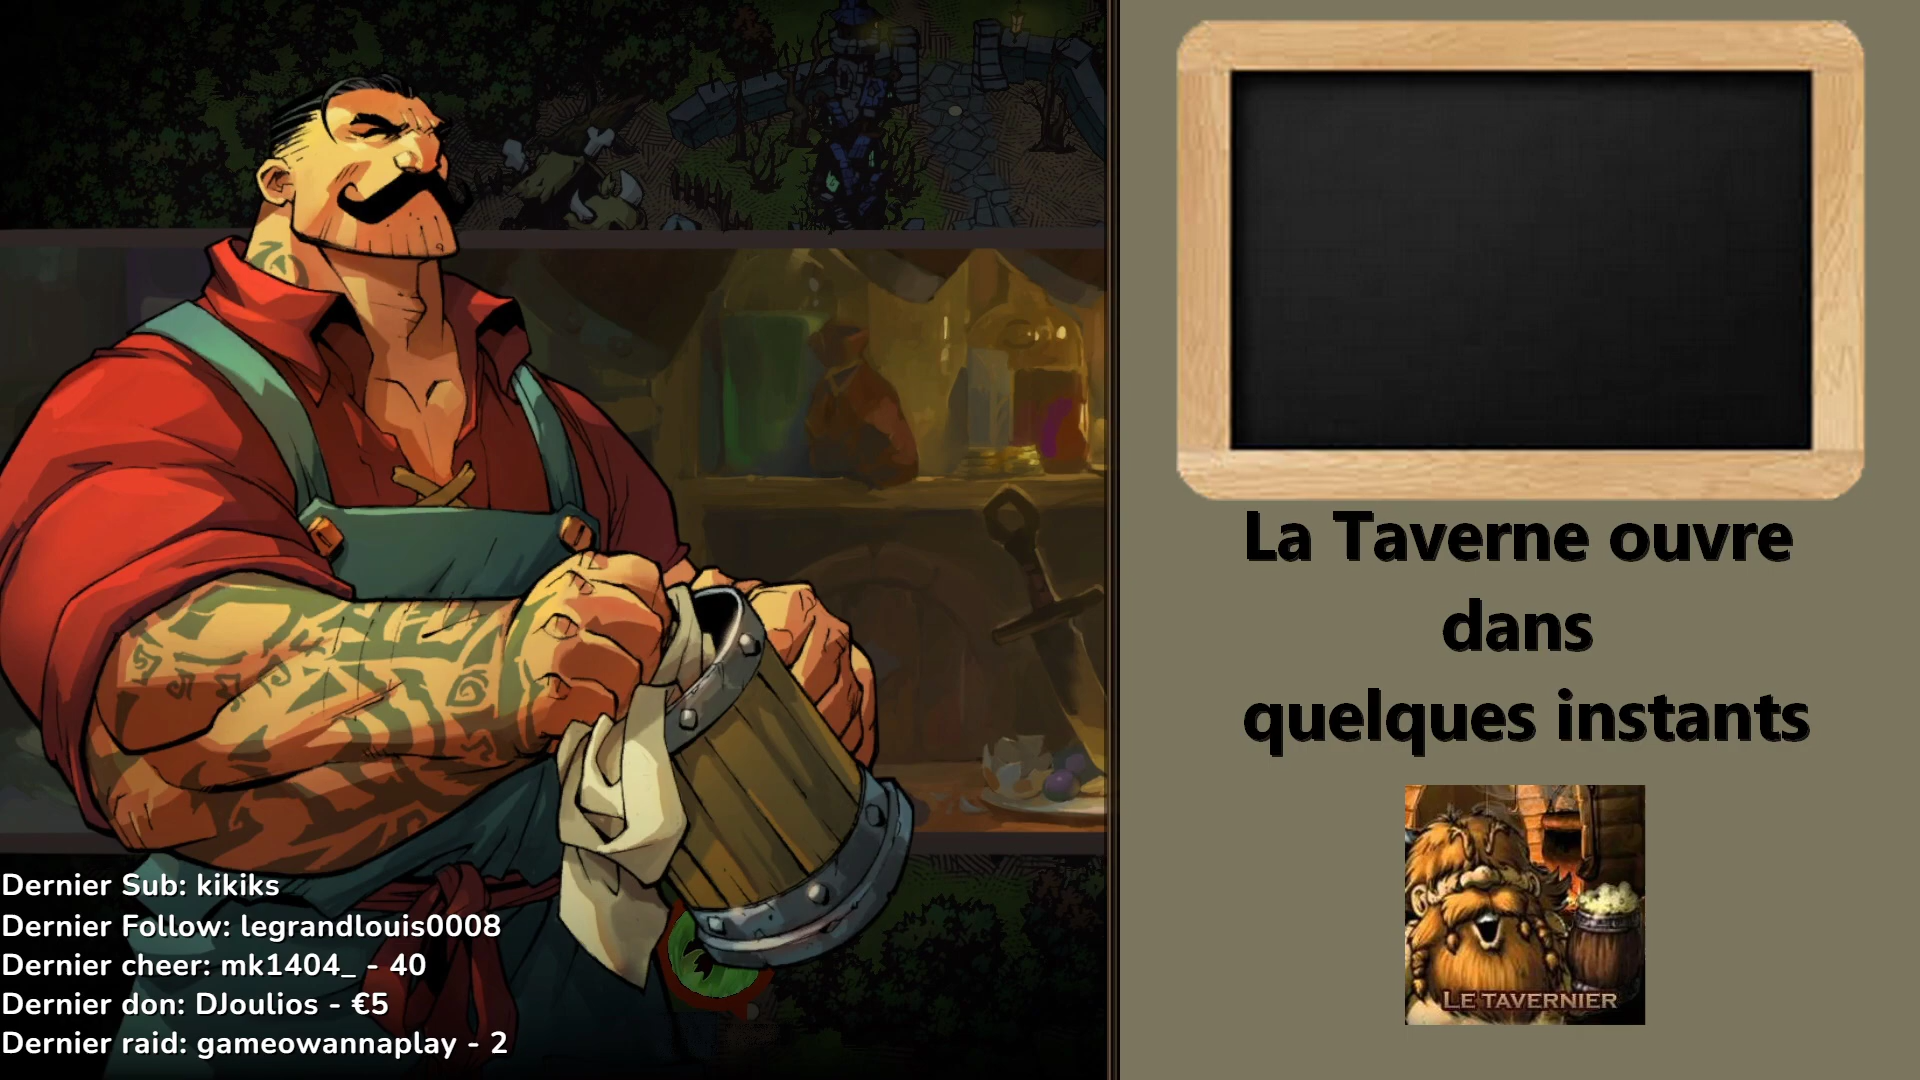 La Taverne ouvre
dans
quelques instants
LE TAVERNIER
Dernier Sub: kikiks
Dernier Follow: legrandlouis0008
Dernier cheer: mk1404_ - 40
Dernier don: DJoulios - €5
Dernier raid: gameowannaplay - 2